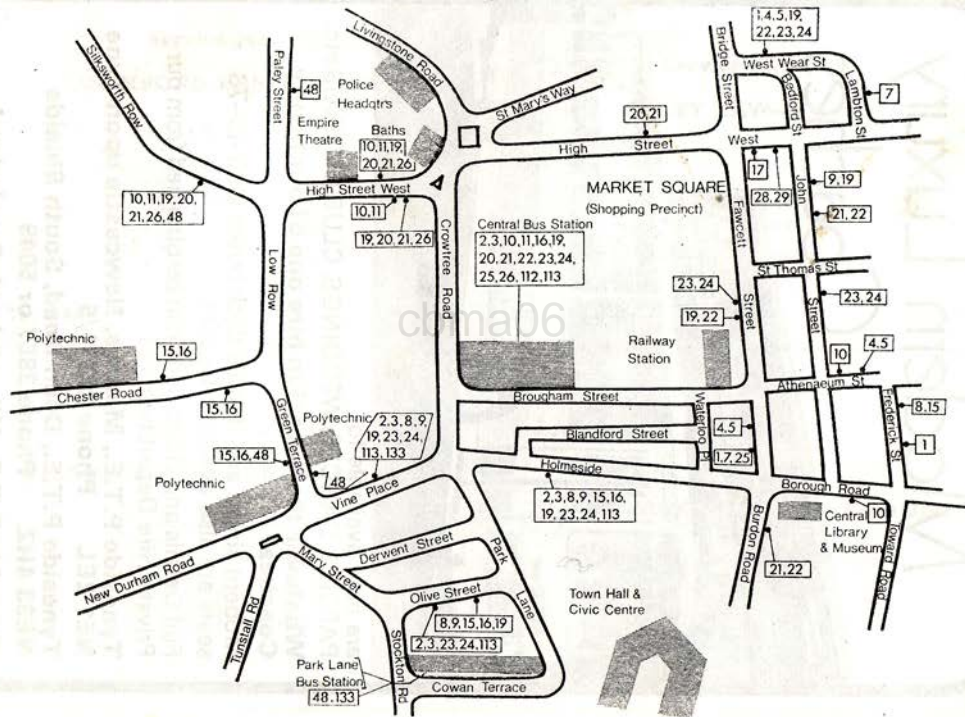 1.4.5,19,
22,23,24
Livingstone Road
Bridge Street
West Wear St
Silksworth Row
Paley Street
48
Police
Headqtrs
St Mary's Way
Bedford St
Lambton St
7
Empire
Theatre
Baths
10,11,19,
20,21,26
20,21
High Street West
17
28,29
High Street West
10,11
19,20,21,26
10,11,19,20,
21,26,48
MARKET SQUARE
(Shopping Precinct)
John Street
9,19
21,22
Central Bus Station
2,3,10,11,16,19,
20,21,22,23,24,
25,26,112,113
Crowtree Road
Low Row
Fawcett Street
St Thomas St
23,24
19,22
23,24
cbma06
Railway
Station
10
4.5
Polytechnic
15,16
Chester Road
15,16
Brougham Street
Athenaeum St
Frederick St
8,15
1
Green Terrace
Polytechnic
2,3,8,9,
19,23,24,
113,133
Waterloo Pl
4.5
1,7,25
Blandford Street
Holmeside
Borough Road
15,16,48
48
Vine Place
Polytechnic
2,3,8,9,15,16,
19,23,24,113
10
Central
Library
& Museum
Burdon Road
Toward Road
21,22
New Durham Road
Derwent Street
Mary Street
Park Lane
Olive Street
Tunstall Rd
8,9,15,16,19
2,3,23,24,113
Stockton Rd
Town Hall &
Civic Centre
Park Lane
Bus Station
48.133
Cowan Terrace